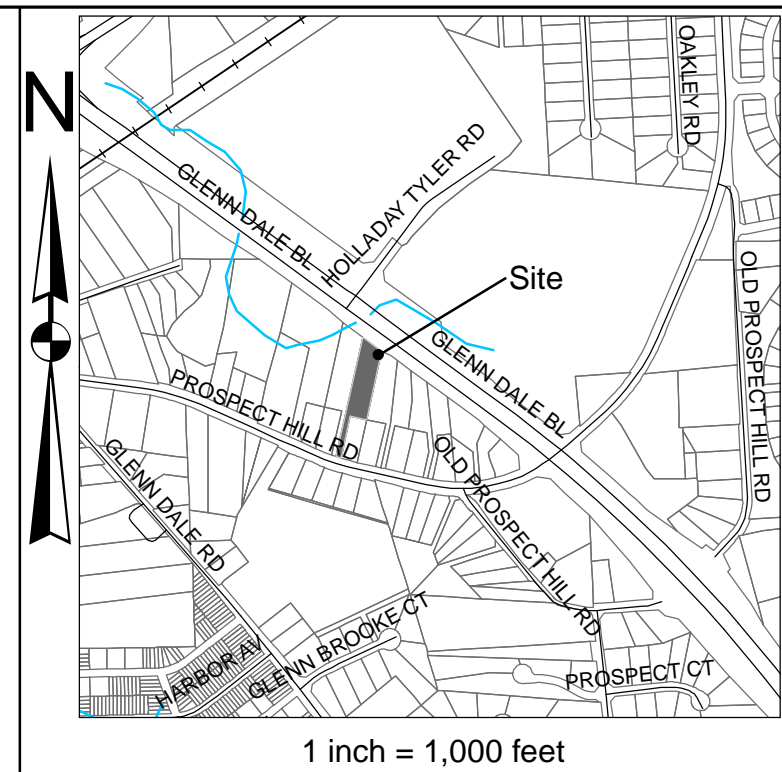 N
OAKLEY RD
HOLLADAY TYLER RD
GLENN DALE BL
Site
OLD PROSPECT HILL RD
GLENN DALE BL
PROSPECT HILL RD
OLD PROSPECT HILL RD
GLENN DALE RD
GLENN BROOKE CT
HARBOR AV
PROSPECT CT
1 inch = 1,000 feet